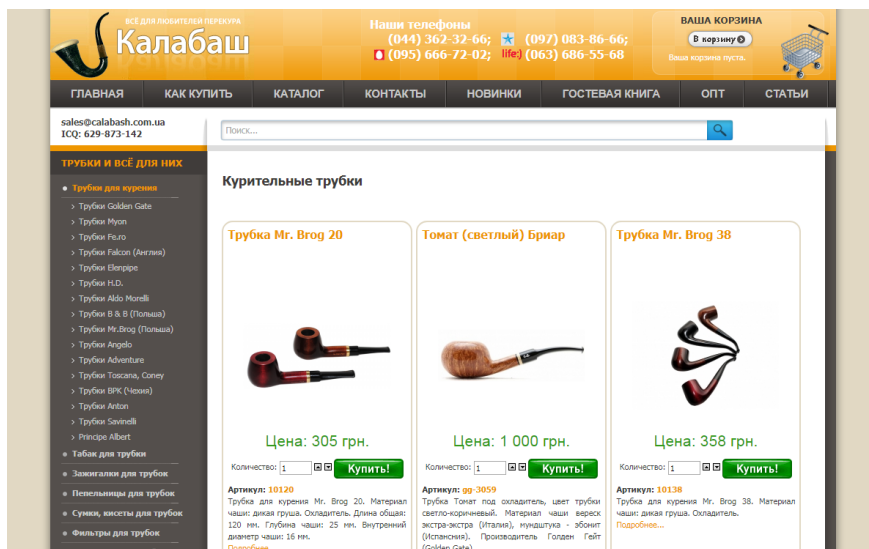 ВСЁ ДЛЯ ЛЮБИТЕЛЕЙ ПЕРЕКУРА
Калабаш
Наши телефоны
(044) 362-32-66; (097) 083-86-66;
(095) 666-72-02; life:) (063) 686-55-68
ВАША КОРЗИНА
В корзину
Ваша корзина пуста.
ГЛАВНАЯ КАК КУПИТЬ КАТАЛОГ КОНТАКТЫ НОВИНКИ ГОСТЕВАЯ КНИГА ОПТ СТАТЬИ
sales@calabash.com.ua
ICQ: 629-873-142
Поиск...
ТРУБКИ И ВСЁ ДЛЯ НИХ
Трубки для курения
Трубки Golden Gate
Трубки Myon
Трубки Fe.ro
Трубки Falcon (Англия)
Трубки Elenpipe
Трубки H.D.
Трубки Aldo Morelli
Трубки B & B (Польша)
Трубки Mr.Brog (Польша)
Трубки Angelo
Трубки Adventure
Трубки Toscana, Coney
Трубки BPK (Чехия)
Трубки Anton
Трубки Savinelli
Principe Albert
Табак для трубки
Зажигалки для трубок
Пепельницы для трубок
Сумки, кисеты для трубок
Фильтры для трубок
Курительные трубки
Трубка Mr. Brog 20
Цена: 305 грн.
Количество: 1 Купить!
Артикул: 10120
Трубка для курения Mr. Brog 20. Материал
чаши: дикая груша. Охладитель. Длина общая:
120 мм. Глубина чаши: 25 мм. Внутренний
диаметр чаши: 16 мм.
Подробнее...
Томат (светлый) Бриар
Цена: 1 000 грн.
Количество: 1 Купить!
Артикул: gg-3059
Трубка Томат под охладитель, цвет трубки
светло-коричневый. Материал чаши вереск
экстра-экстра (Италия), мундштука - эбонит
(Испансния). Производитель Голден Гейт
(Golden Gate).
Трубка Mr. Brog 38
Цена: 358 грн.
Количество: 1 Купить!
Артикул: 10138
Трубка для курения Mr. Brog 38. Материал
чаши: дикая груша. Охладитель.
Подробнее...